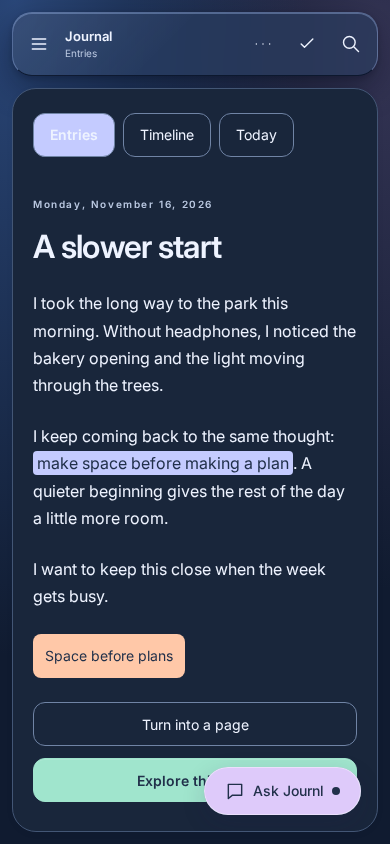 Journal
Entries
Entries
Timeline
Today
Monday, November 16, 2026
A slower start
I took the long way to the park this
morning. Without headphones, I noticed the
bakery opening and the light moving
through the trees.
I keep coming back to the same thought:
make space before making a plan. A
quieter beginning gives the rest of the day
a little more room.
I want to keep this close when the week
gets busy.
Space before plans
Turn into a page
Explore
Ask Journl